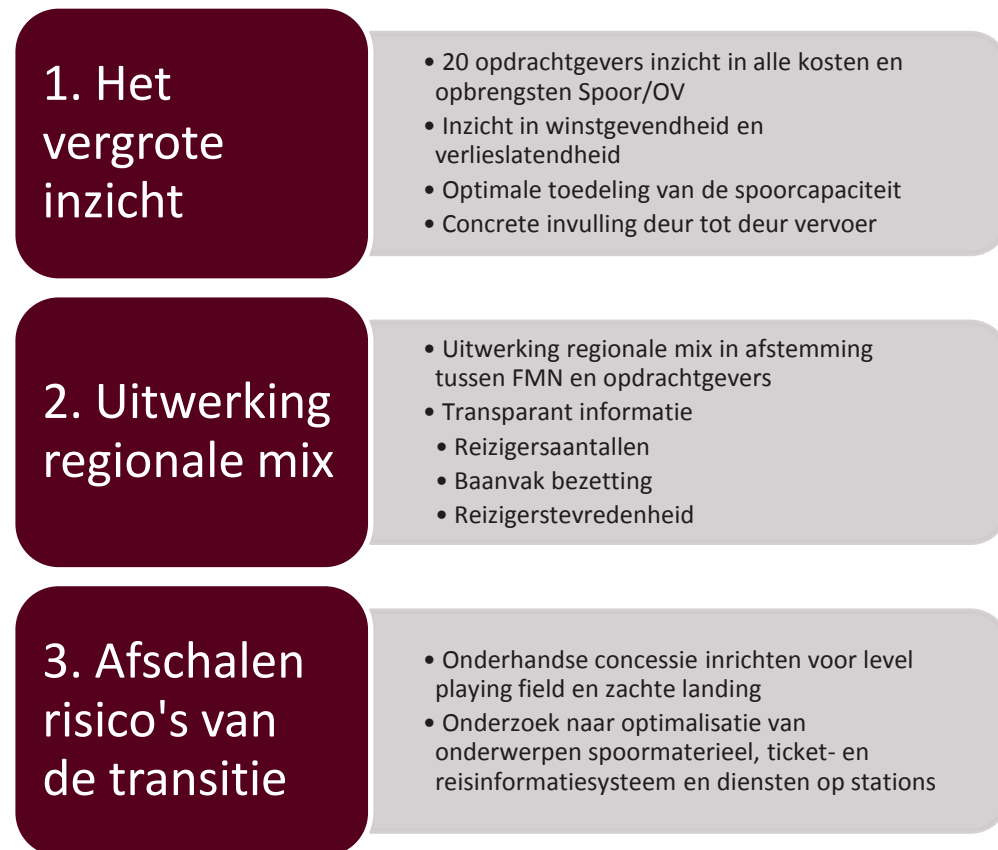 1. Het
vergrote
inzicht
• 20 opdrachtgevers inzicht in alle kosten en
opbrengsten Spoor/OV
• Inzicht in winstgevendheid en
verlieslatendheid
• Optimale toedeling van de spoorcapaciteit
• Concrete invulling deur tot deur vervoer
2. Uitwerking
regionale mix
• Uitwerking regionale mix in afstemming
tussen FMN en opdrachtgevers
• Transparant informatie
• Reizigersaantallen
• Baanvak bezetting
• Reizigerstevredenheid
3. Afschalen
risico's van
de transitie
• Onderhandse concessie inrichten voor level
playing field en zachte landing
• Onderzoek naar optimalisatie van
onderwerpen spoormaterieel, ticket- en
reisinformatiesysteem en diensten op stations